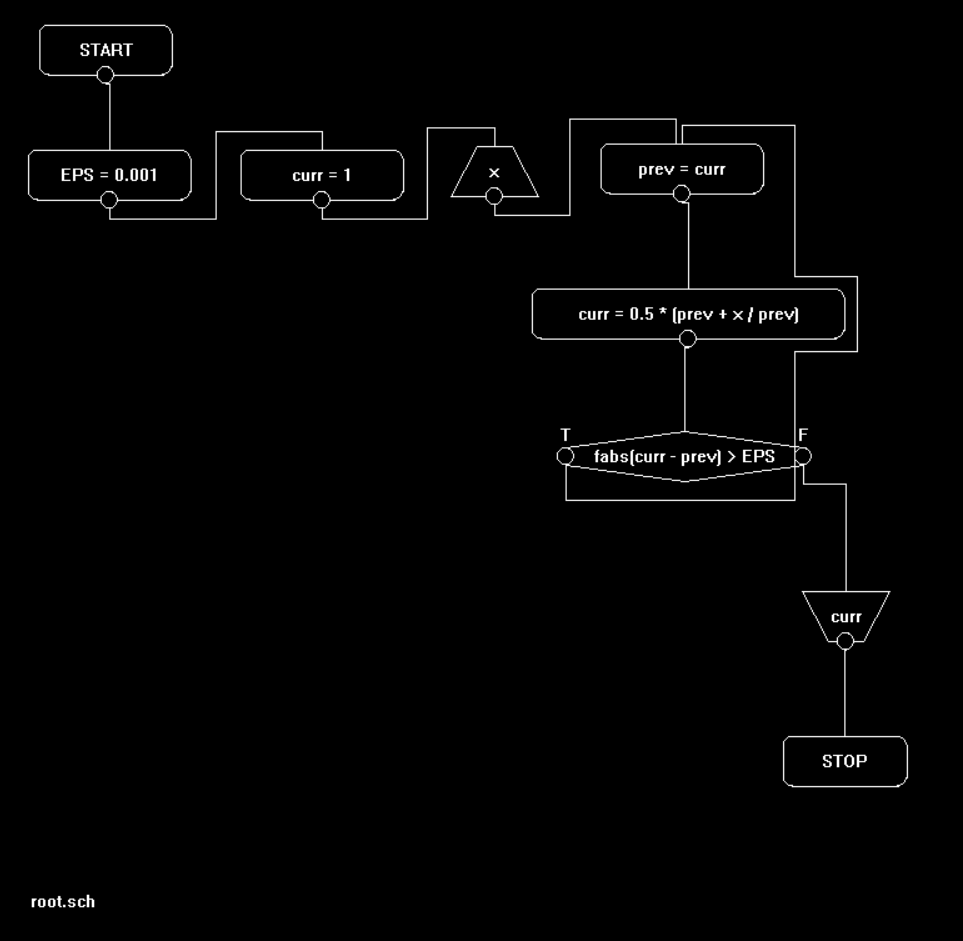 START
EPS = 0.001
curr = 1
x
prev = curr
curr = 0.5 * (prev + x / prev)
T
F
fabs(curr - prev) > EPS
curr
STOP
root.sch